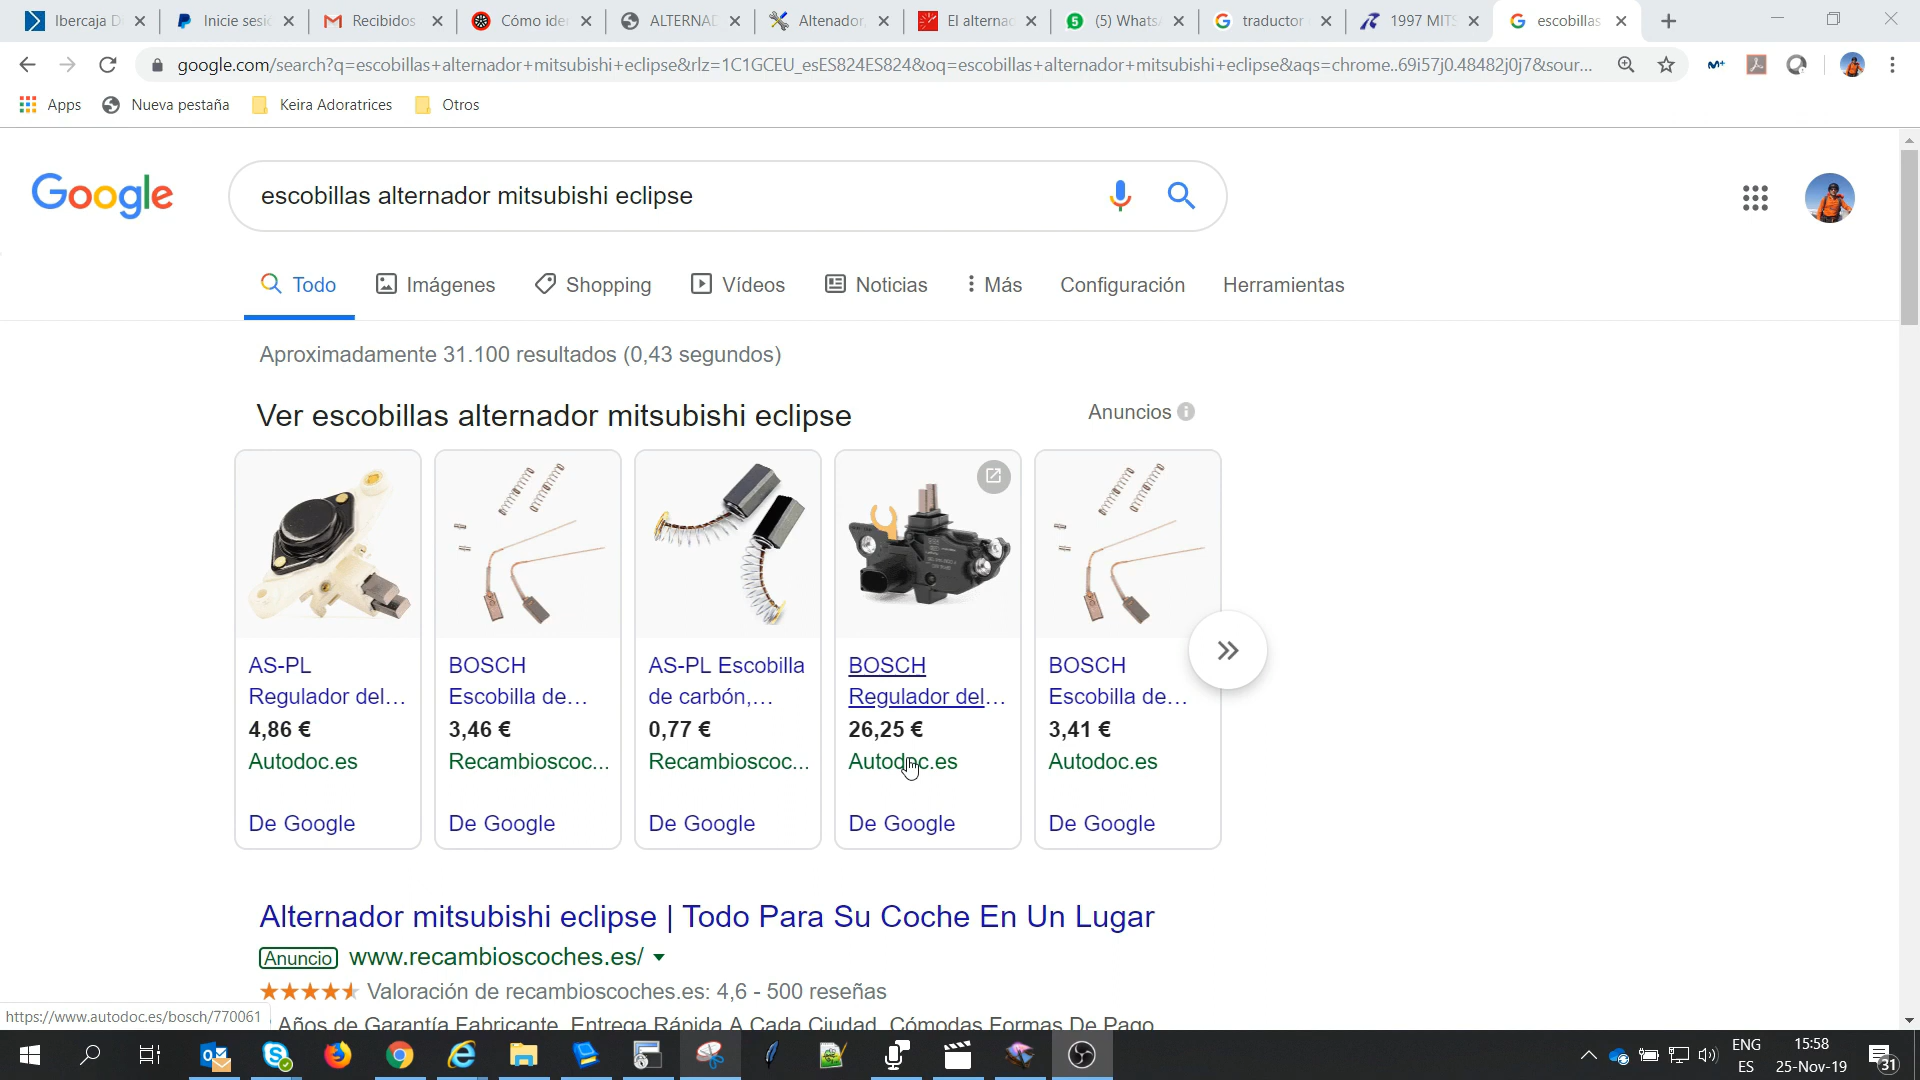 Ibercaja D
Inicie sesió
Recibidos
Cómo iden
ALTERNAD
Altenador
El alternac
(5) WhatsA
traductor
1997 MITS
escobillas
google.com/search?q=escobillas+alternador+mitsubishi+eclipse&rlz=1C1GCEU_esES824ES824&oq=escobillas+alternador+mitsubishi+eclipse&aqs=chrome..69i57j0.48482j0j7&sour...
Apps
Nueva pestaña
Keira Adoratrices
Otros
Google
escobillas alternador mitsubishi eclipse
Todo
Imágenes
Shopping
Vídeos
Noticias
Más
Configuración
Herramientas
Aproximadamente 31.100 resultados (0,43 segundos)
Ver escobillas alternador mitsubishi eclipse
Anuncios
AS-PL
Regulador del...
4,86 €
Autodoc.es
De Google
BOSCH
Escobilla de...
3,46 €
Recambioscoc...
De Google
AS-PL Escobilla
de carbón,...
0,77 €
Recambioscoc...
De Google
BOSCH
Regulador del...
26,25 €
Autodoc.es
De Google
BOSCH
Escobilla de...
3,41 €
Autodoc.es
De Google
Alternador mitsubishi eclipse | Todo Para Su Coche En Un Lugar
Anuncio www.recambioscoches.es/
Valoración de recambioscoches.es: 4,6 - 500 reseñas
Años de Garantía Fabricante, Entrega Rápida A Cada Ciudad, Cómodas Formas De Pago
https://www.autodoc.es/bosch/770061
ENG
ES
15:58
25-Nov-19
31